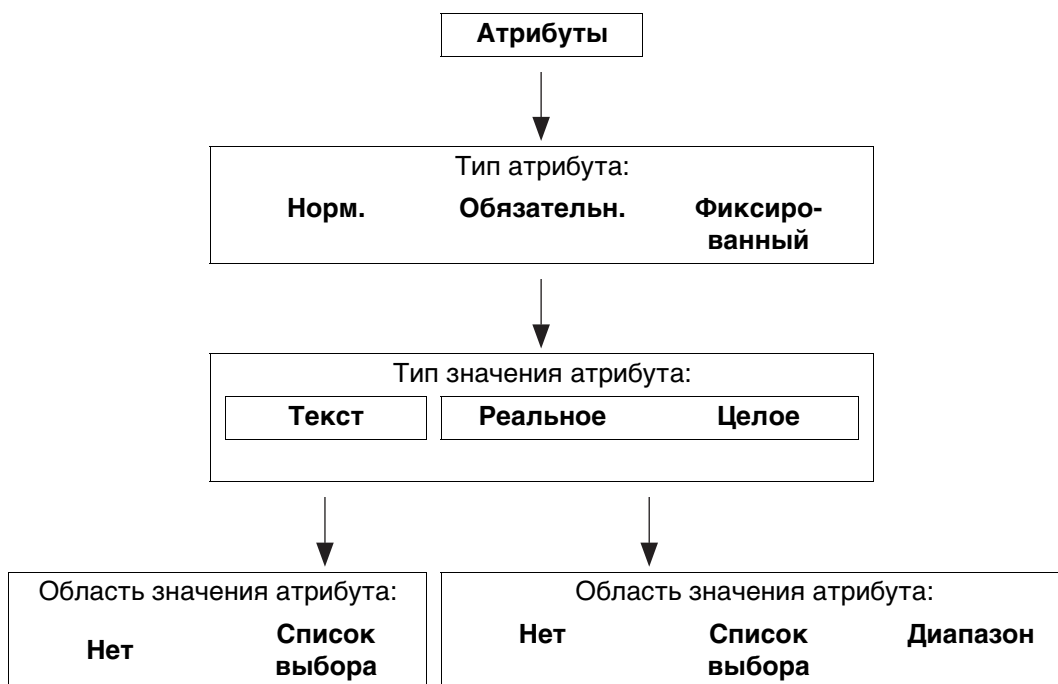 Атрибуты
Тип атрибута:
Норм. Обязательн. Фиксиро-
ванный
Тип значения атрибута:
Текст Реальное Целое
Область значения атрибута:
Нет Список
выбора
Область значения атрибута:
Нет Список Диапазон
выбора